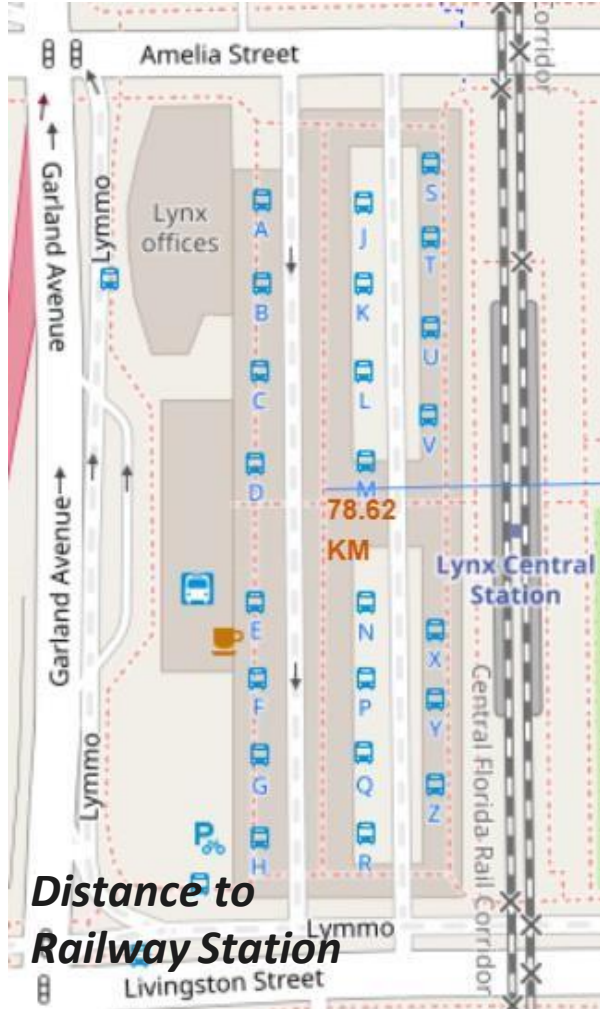 Corridor
Amelia Street
Garland Avenue
Lymmo
Lynx
offices
A
B
C
D
J
K
L
M
S
T
U
V
78.62
KM
Lynx Central
Station
Garland Avenue
E
F
G
H
N
P
Q
R
X
Y
Z
P
Central Florida Rail Corridor
Lymmo
Distance to
Railway Station
Lymmo
Livingston Street